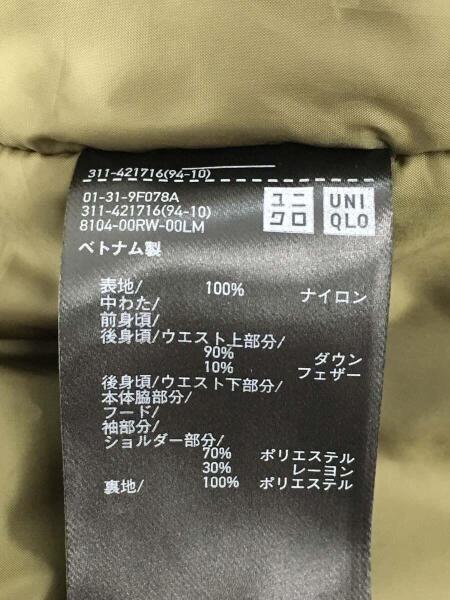 311-421716(94-10)
01-31-9F078A
311-421716(94-10)
8104-00RW-00LM
ユニ
クロ
UNI
QLO
ベトナム製
表地/ 100% ナイロン
中わた/
前身頃/
後身頃/ウエスト上部分/
90% ダウン
10% フェザー
後身頃/ウエスト下部分/
本体脇部分/
フード/
袖部分/
ショルダー部分/
70% ポリエステル
30% レーヨン
裏地/ 100% ポリエステル